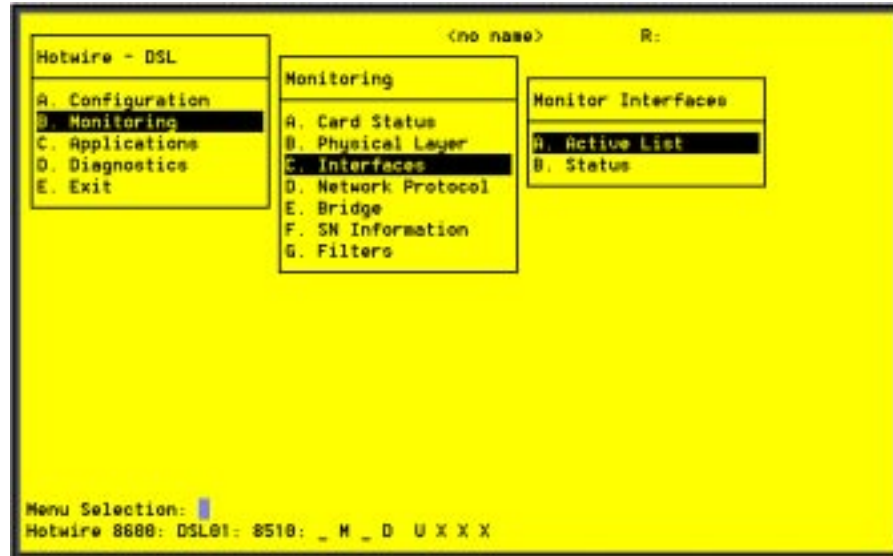 <no name> R:
Hotwire - DSL
A. Configuration
B. Monitoring
C. Applications
D. Diagnostics
E. Exit
Monitoring
A. Card Status
B. Physical Layer
C. Interfaces
D. Network Protocol
E. Bridge
F. SN Information
G. Filters
Monitor Interfaces
A. Active List
B. Status
Menu Selection:
Hotwire 8600: DSL01: 8510: _ M _ D U X X X